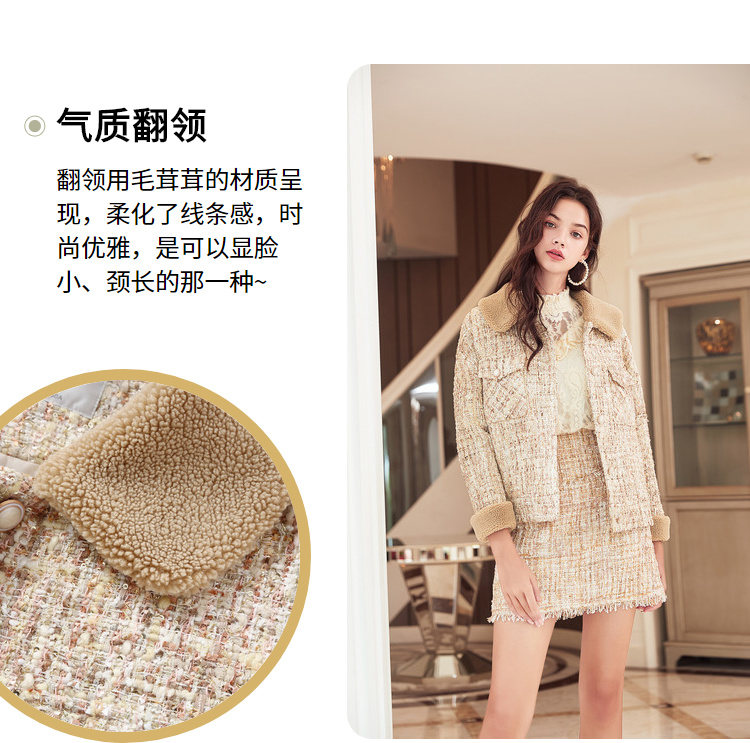 气质翻领
翻领用毛茸茸的材质呈
现，柔化了线条感，时
尚优雅，是可以显脸
小、颈长的那一种~